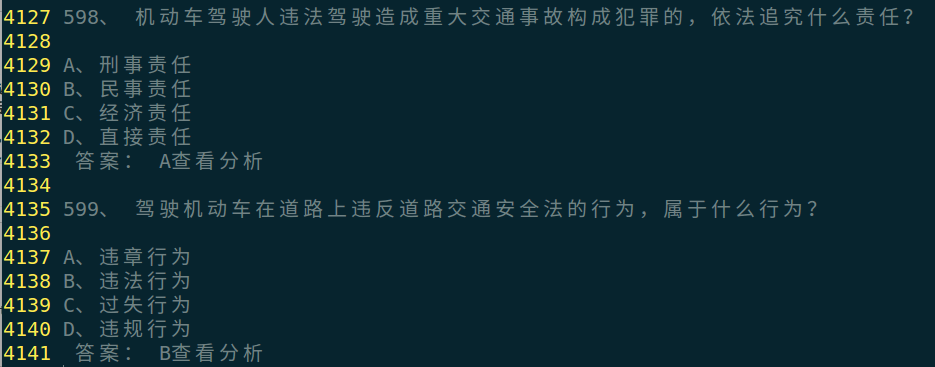 4127 598、 机动车驾驶人违法驾驶造成重大交通事故构成犯罪的，依法追究什么责任？
4128
4129 A、刑事责任
4130 B、民事责任
4131 C、经济责任
4132 D、直接责任
4133 答案： A查看分析
4134
4135 599、 驾驶机动车在道路上违反道路交通安全法的行为，属于什么行为？
4136
4137 A、违章行为
4138 B、违法行为
4139 C、过失行为
4140 D、违规行为
4141 答案： B查看分析